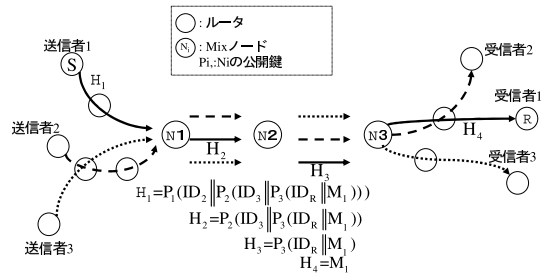 : ルータ
Ni : Mixノード
Pi,:Niの公開鍵
送信者1
S
H1
送信者2
送信者3
N1
H2
N2
H3
N3
H4
受信者2
受信者1
R
受信者3
H1=P1(ID2‖P2(ID3‖P3(IDR‖M1)))
H2=P2(ID3‖P3(IDR‖M1))
H3=P3(IDR‖M1)
H4=M1